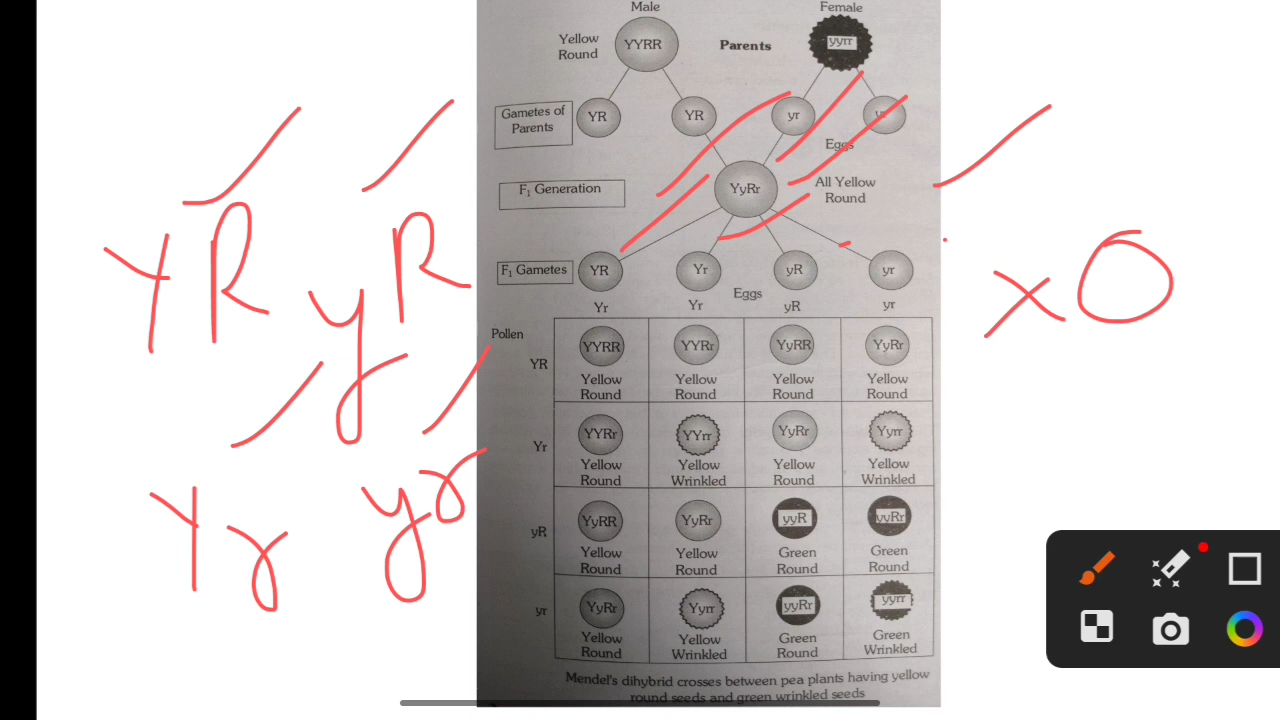 Male Female
Yellow
Round
YYRR
Parents
yyrr
Gametes of
Parents
YR YR yr yr
Eggs
F₁ Generation
YyRr
All Yellow
Round
F₁ Gametes
YR Yr yR yr
Eggs
Yr Yr yR yr
Pollen
YR
YYRR YYRr YyRR YyRr
Yellow Yellow Yellow Yellow
Round Round Round Round
Yr
YYRr YYrr YyRr Yyrr
Yellow Yellow Yellow Yellow
Round Wrinkled Round Wrinkled
yR
YyRR YyRr yyR yyRr
Yellow Yellow Green Green
Round Round Round Round
yr
YyRr Yyrr yyRr yyrr
Yellow Yellow Green Green
Round Wrinkled Round Wrinkled
Mendel's dihybrid crosses between pea plants having yellow
round seeds and green wrinkled seeds
YR yR
Yr yr
xO